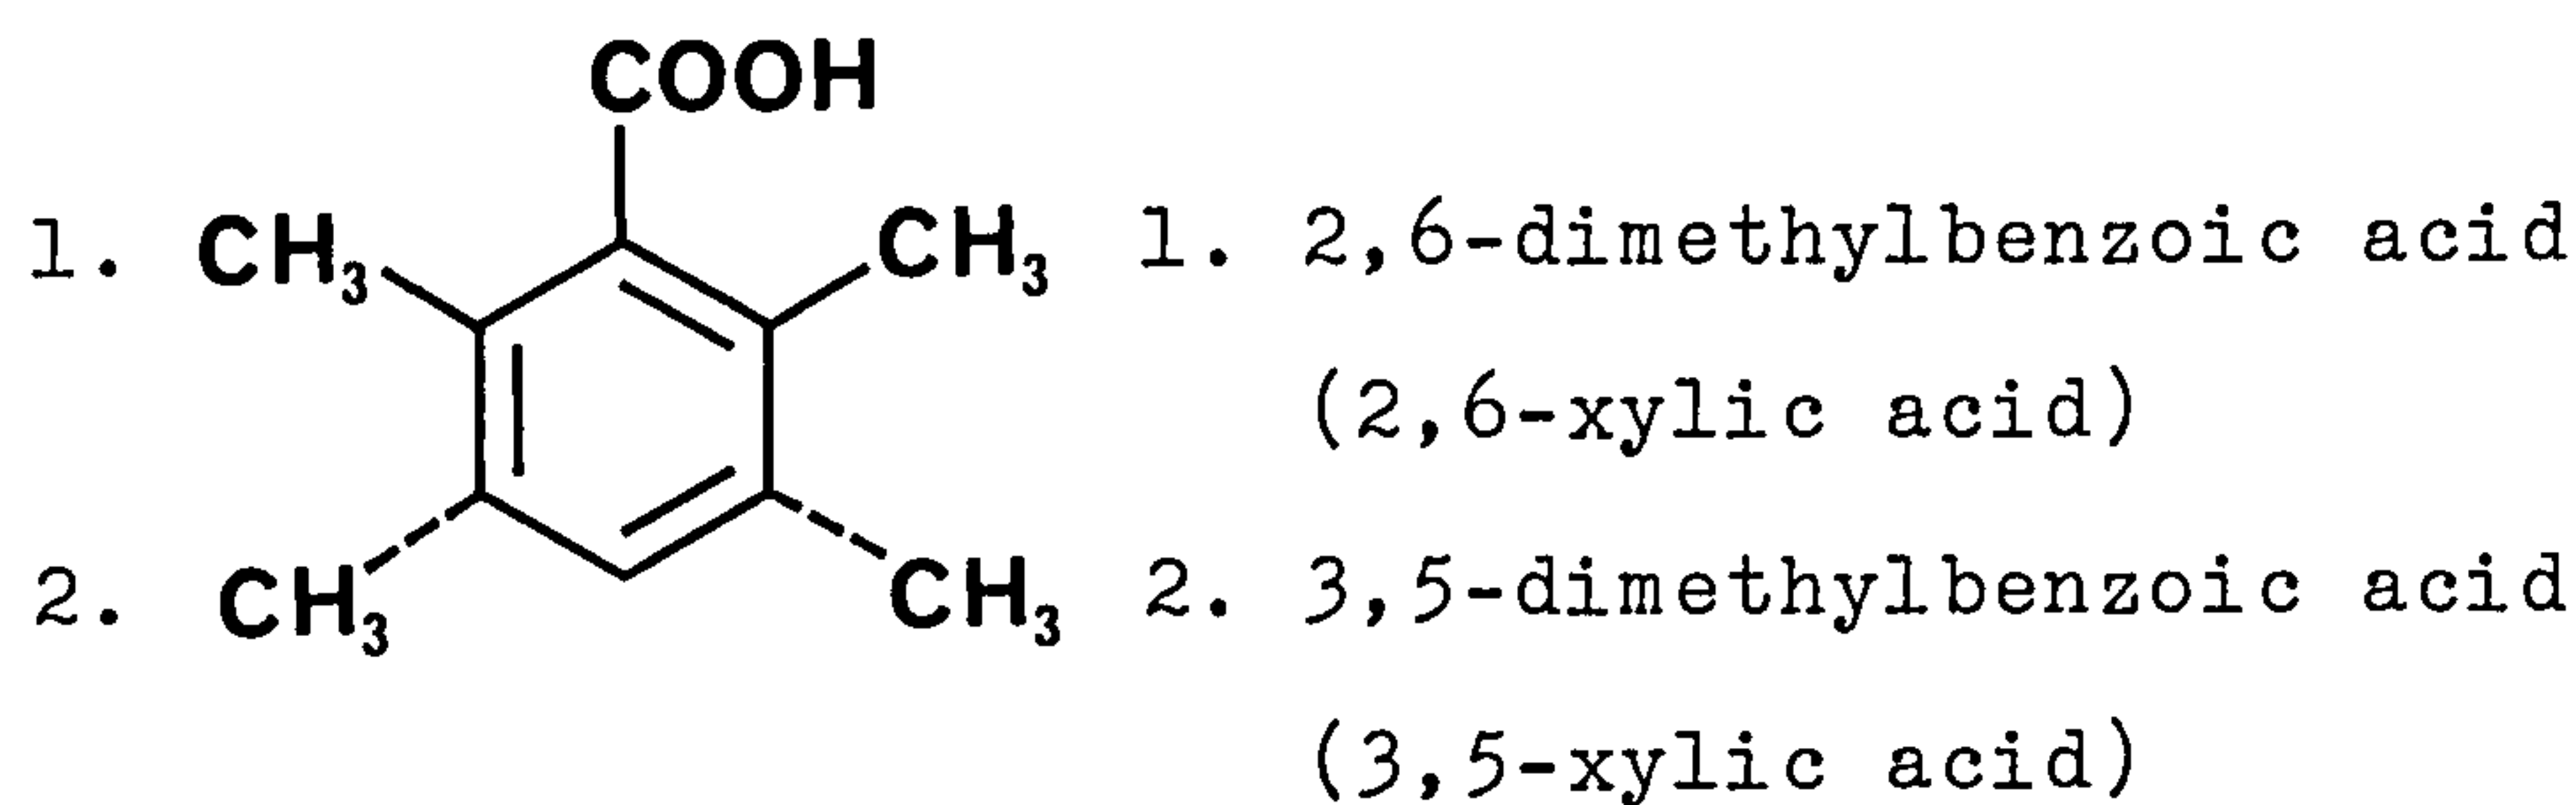 COOH
1. CH₃ CH₃ 1. 2,6-dimethylbenzoic acid
(2,6-xylic acid)
2. CH₃ CH₃ 2. 3,5-dimethylbenzoic acid
(3,5-xylic acid)